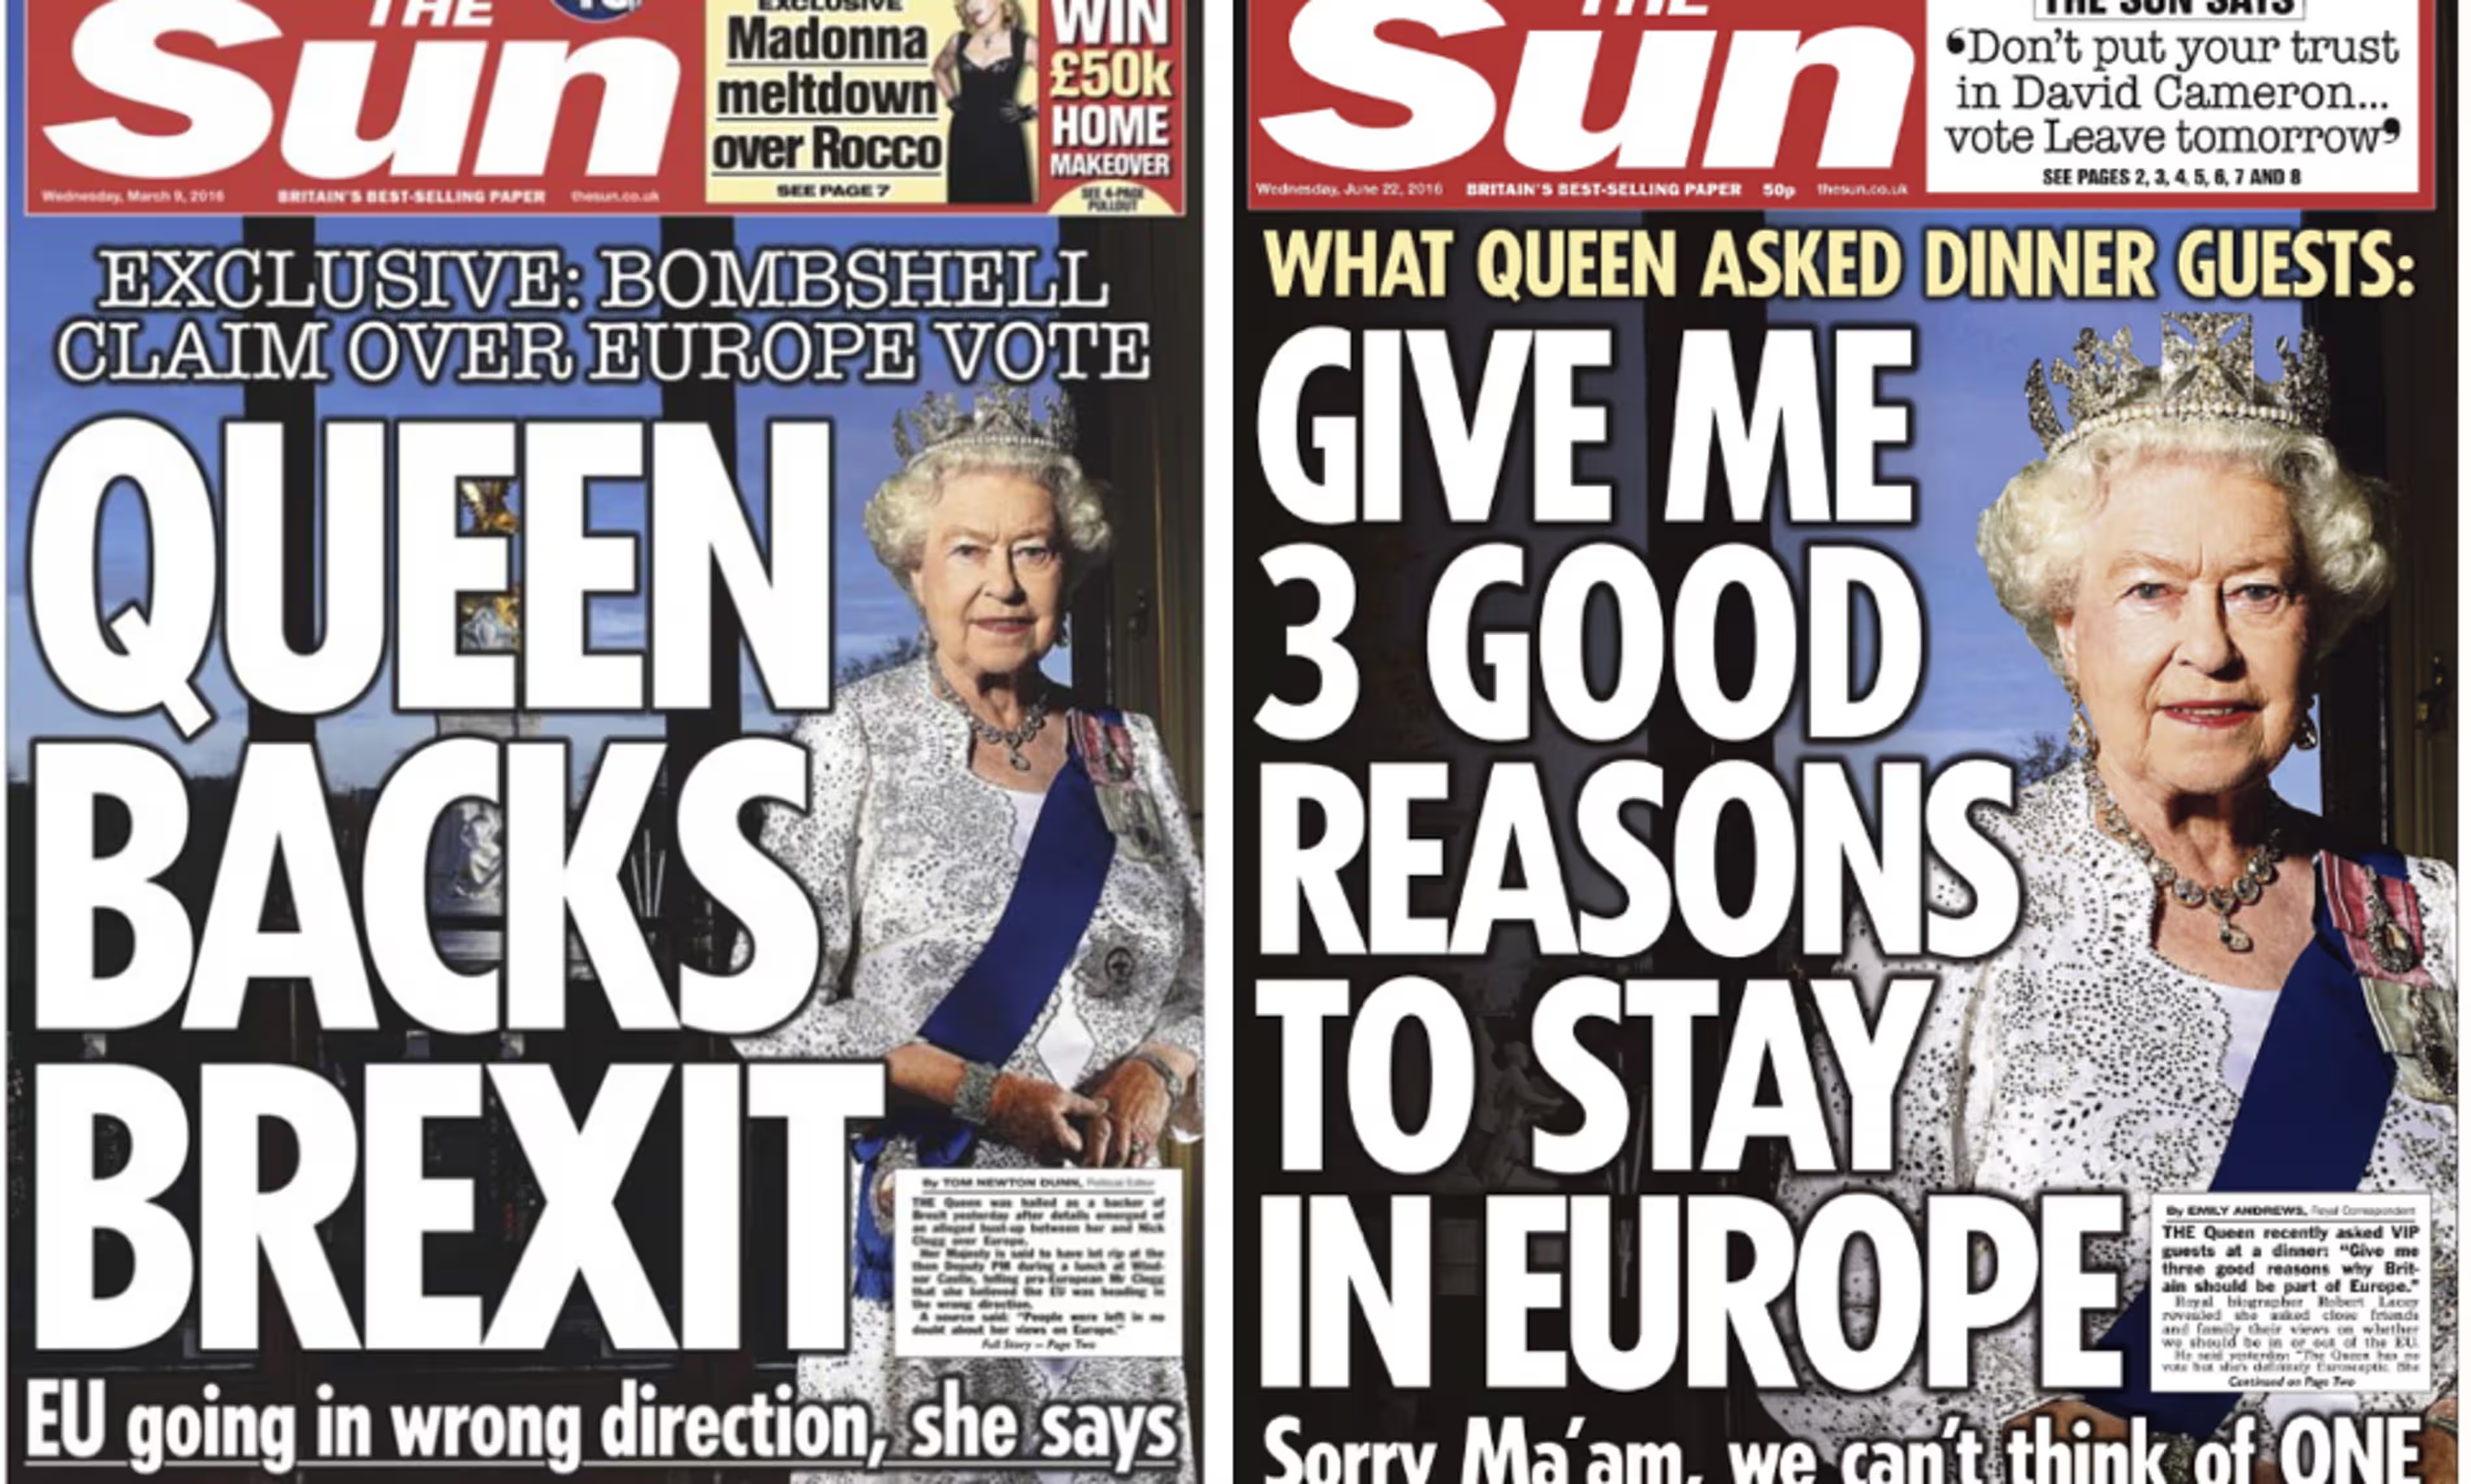 THE
Sun
EXCLUSIVE
Madonna
meltdown
over Rocco
SEE PAGE 7
WIN
£50k
HOME
MAKEOVER
SEE 4-PAGE
PULLOUT
Wednesday, March 9, 2016 BRITAIN'S BEST-SELLING PAPER thesun.co.uk
EXCLUSIVE: BOMBSHELL
CLAIM OVER EUROPE VOTE
QUEEN
BACKS
BREXIT
By TOM NEWTON DUNN, Political Editor
THE Queen was hailed as a backer of
Brexit yesterday after details emerged of
an alleged bust-up between her and Nick
Clegg over Europe.
Her Majesty is said to have let rip at the
then Deputy PM during a lunch at Wind-
sor Castle, telling pro-European Mr Clegg
that she believed the EU was heading in
the wrong direction.
A source said: "People were left in no
doubt about her views on Europe."
Full Story — Page Two
EU going in wrong direction, she says
THE
Sun
THE SUN SAYS
‘Don't put your trust
in David Cameron...
vote Leave tomorrow’
SEE PAGES 2, 3, 4, 5, 6, 7 AND 8
Wednesday, June 22, 2016 BRITAIN'S BEST-SELLING PAPER 50p thesun.co.uk
WHAT QUEEN ASKED DINNER GUESTS:
GIVE ME
3 GOOD
REASONS
TO STAY
IN EUROPE
By EMILY ANDREWS, Royal Correspondent
THE Queen recently asked VIP
guests at a dinner: "Give me
three good reasons why Brit-
ain should be part of Europe."
Royal biographer Robert Lacey
revealed she asked close friends
and family their views on whether
we should be in or out of the EU.
He said yesterday: "The Queen has no
vote but she's definitely Eurosceptic. She
Continued on Page Two
Sorry Ma'am, we can't think of ONE